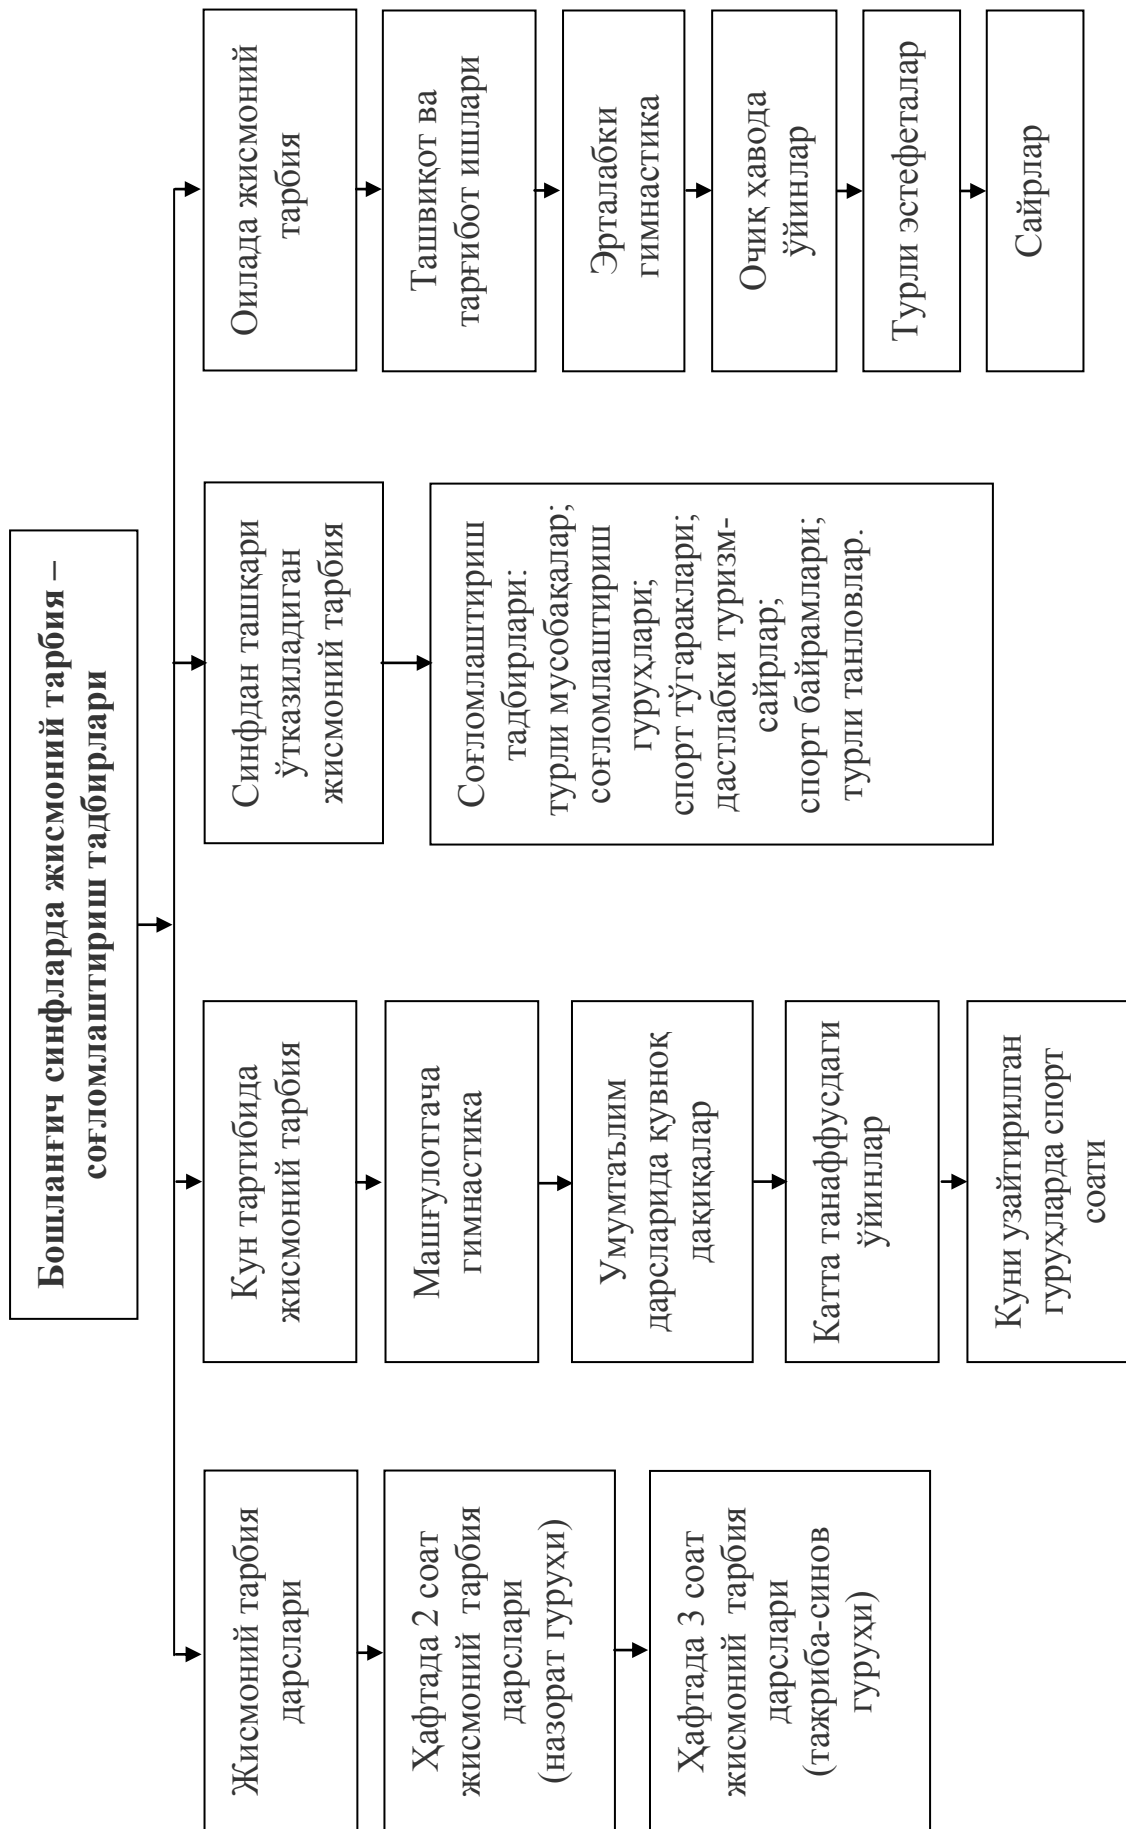 Бошланғич синфларда жисмоний тарбия –
соғломлаштириш тадбирлари
Жисмоний тарбия
дарслари
Ҳафтада 2 соат
жисмоний тарбия
дарслари
(назорат гуруҳи)
Ҳафтада 3 соат
жисмоний тарбия
дарслари
(тажриба-синов
гуруҳи)
Кун тартибида
жисмоний тарбия
Машғулотгача
гимнастика
Умумтаълим
дарсларида қувноқ
дақиқалар
Катта танаффусдаги
ўйинлар
Куни узайтирилган
гуруҳларда спорт
соати
Синфдан ташқари
ўтказиладиган
жисмоний тарбия
Соғломлаштириш
тадбирлари:
турли мусобақалар;
соғломлаштириш
гуруҳлари;
спорт тўгараклари;
дастлабки туризм-
сайрлар;
спорт байрамлари;
турли танловлар.
Оилада жисмоний
тарбия
Ташвиқот ва
тарғибот ишлари
Эрталабки
гимнастика
Очиқ ҳавода
ўйинлар
Турли эстефеталар
Сайрлар